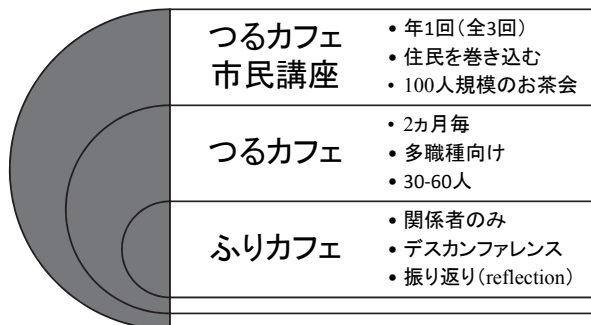 つるカフェ
市民講座
• 年1回(全3回)
• 住民を巻き込む
• 100人規模のお茶会
つるカフェ
• 2ヵ月毎
• 多職種向け
• 30-60人
ふりカフェ
• 関係者のみ
• デスカンファレンス
• 振り返り(reflection)